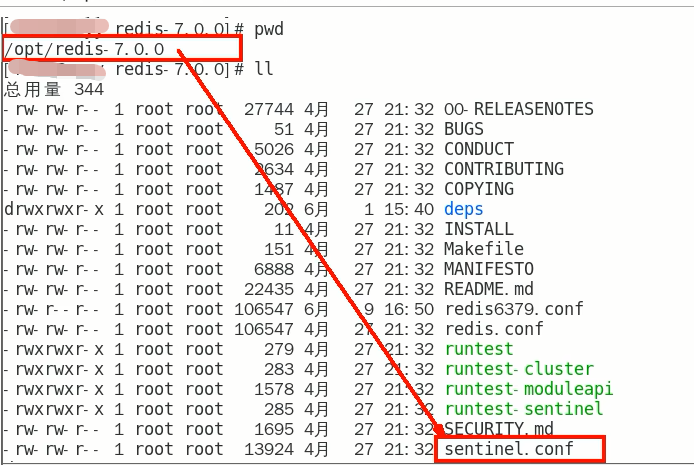 [ redis-7.0.0]# pwd
/opt/redis-7.0.0
[ redis-7.0.0]# ll
总用量 344
-rw-rw-r-- 1 root root 27744 4月 27 21:32 00-RELEASENOTES
-rw-rw-r-- 1 root root 51 4月 27 21:32 BUGS
-rw-rw-r-- 1 root root 5026 4月 27 21:32 CONDUCT
-rw-rw-r-- 1 root root 2634 4月 27 21:32 CONTRIBUTING
-rw-rw-r-- 1 root root 1487 4月 27 21:32 COPYING
drwxrwxr-x 1 root root 202 6月 1 15:40 deps
-rw-rw-r-- 1 root root 11 4月 27 21:32 INSTALL
-rw-rw-r-- 1 root root 151 4月 27 21:32 Makefile
-rw-rw-r-- 1 root root 6888 4月 27 21:32 MANIFESTO
-rw-rw-r-- 1 root root 22435 4月 27 21:32 README.md
-rw-r--r-- 1 root root 106547 6月 9 16:50 redis6379.conf
-rw-rw-r-- 1 root root 106547 4月 27 21:32 redis.conf
-rwxrwxr-x 1 root root 279 4月 27 21:32 runtest
-rwxrwxr-x 1 root root 283 4月 27 21:32 runtest-cluster
-rwxrwxr-x 1 root root 1578 4月 27 21:32 runtest-moduleapi
-rwxrwxr-x 1 root root 285 4月 27 21:32 runtest-sentinel
-rw-rw-r-- 1 root root 1695 4月 27 21:32 SECURITY.md
-rw-rw-r-- 1 root root 13924 4月 27 21:32 sentinel.conf